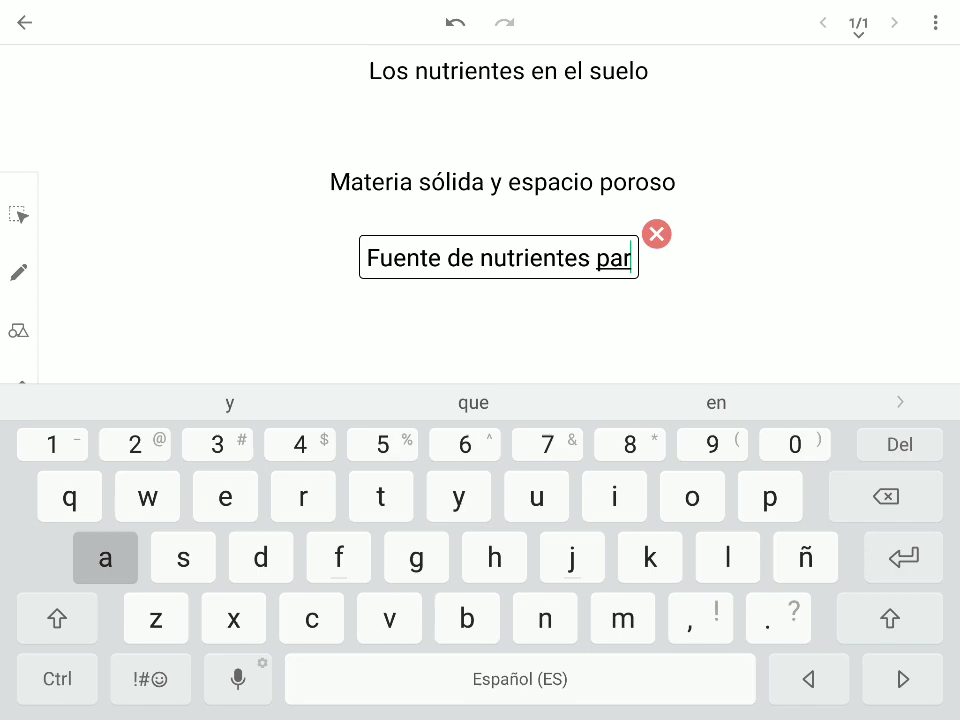 1/1
Los nutrientes en el suelo
Materia sólida y espacio poroso
Fuente de nutrientes par
y que en
1 - 2 @ 3 # 4 $ 5 % 6 ^ 7 & 8 * 9 ( 0 ) Del
q w e r t y u i o p
a s d f g h j k l ñ
z x c v b n m , ! . ?
Ctrl !#☺ Español (ES)